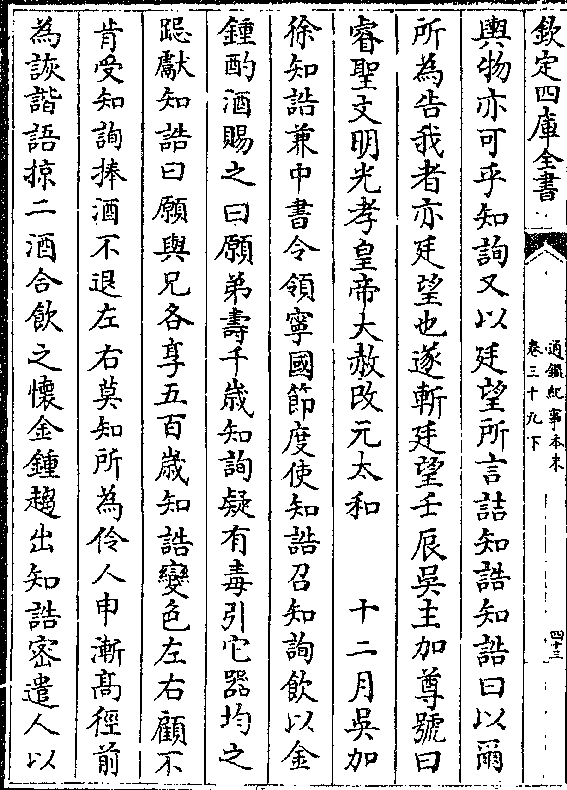 欽定四庫全書
通鑑紀事本末
卷三十九下
四十三
輿物亦可乎知詢又以廷望所言詰知誥知誥曰以爾
所為告我者亦廷望也遂斬廷望壬辰吳主加尊號曰
睿聖文明光孝皇帝大赦改元太和　十二月吳加
徐知誥兼中書令領寧國節度使知誥召知詢飲以金
鍾酌酒賜之曰願弟壽千歲知詢疑有毒引它器均之
跽獻知誥曰願與兄各享五百歲知誥變色左右顧不
肯受知詢捧酒不退左右莫知所為伶人申漸髙徑前
為詼諧語掠二酒合飲之懷金鍾趨出知誥密遣人以